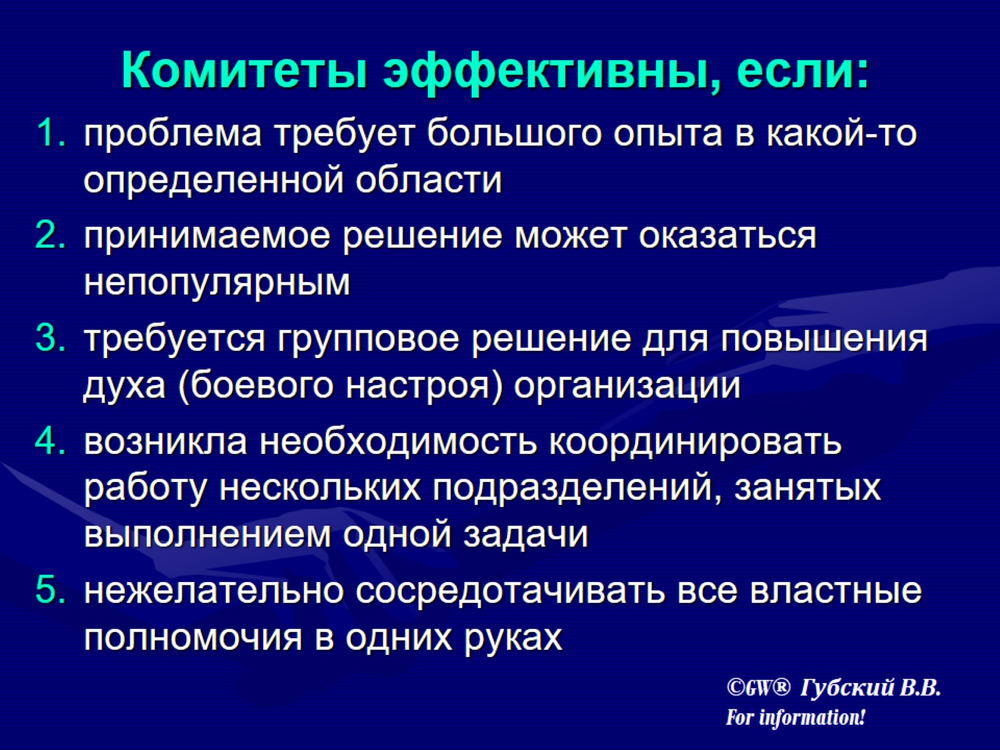 Комитеты эффективны, если:
1. проблема требует большого опыта в какой-то
определенной области
2. принимаемое решение может оказаться
непопулярным
3. требуется групповое решение для повышения
духа (боевого настроя) организации
4. возникла необходимость координировать
работу нескольких подразделений, занятых
выполнением одной задачи
5. нежелательно сосредотачивать все властные
полномочия в одних руках
©GW® Губский В.В.
For information!